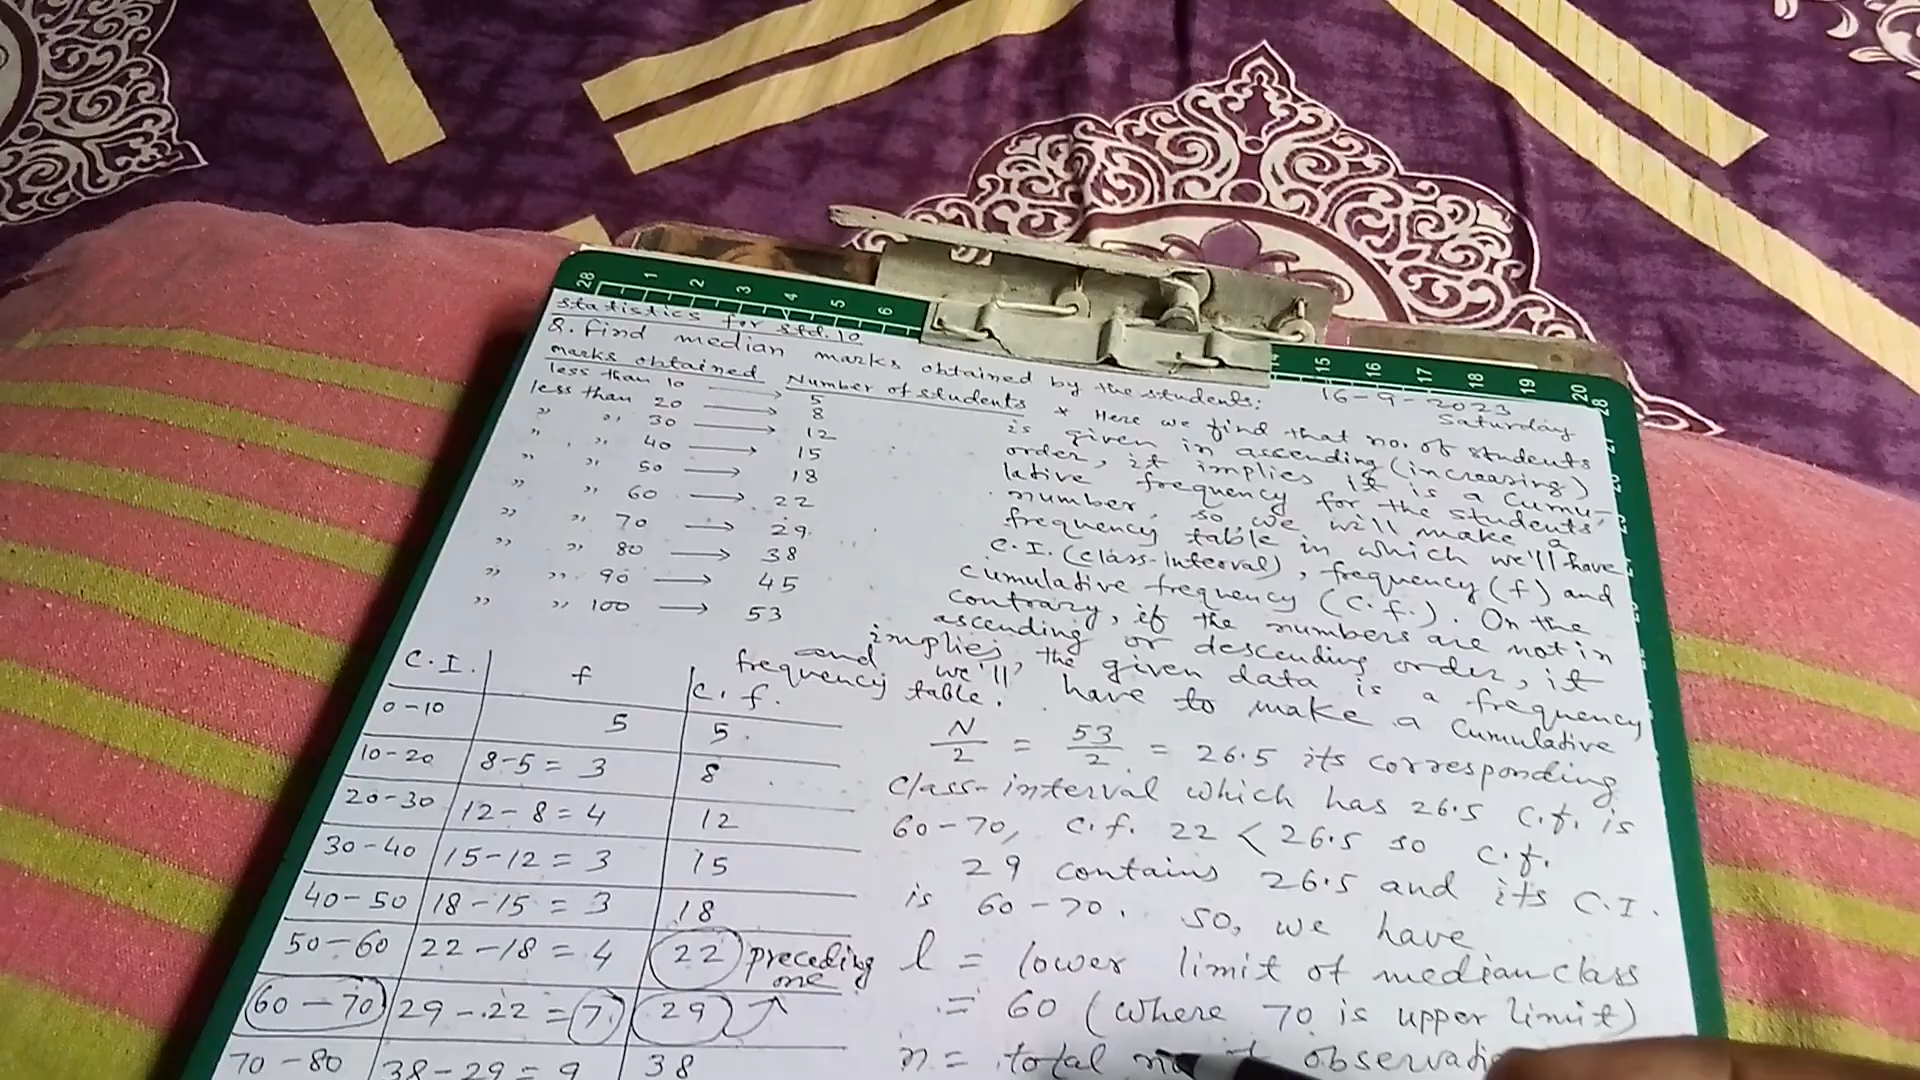 28 1 2 3 4 5 6 14 15 16 17 18 19 20 28
statistics for std. 10
Q. Find median marks obtained by the students:
16-9-2023
Saturday
marks obtained Number of students
less than 10 → 5
less than 20 → 8
" " 30 → 12
" " 40 → 15
" " 50 → 18
" " 60 → 22
" " 70 → 29
" " 80 → 38
" " 90 → 45
" " 100 → 53
* Here we find that no. of students
is given in ascending (increasing)
order, it implies it is a cumu-
lative frequency for the students'
number, so, we will make a
frequency table in which we'll have
C.I. (class-interval), frequency (f) and
cumulative frequency (c.f.). On the
contrary, if the numbers are not in
ascending or descending order, it
implies, the given data is a frequency
and we'll have to make a cumulative
frequency table.
C.I. f c.f.
0-10 5 5
10-20 8-5=3 8
20-30 12-8=4 12
30-40 15-12=3 15
40-50 18-15=3 18
50-60 22-18=4 22 preceding one
60-70 29-22=7 29
70-80 38-29=9 38
N/2 = 53/2 = 26.5 its corresponding
class-interval which has 26.5 c.f. is
60-70, c.f. 22 < 26.5 so c.f.
29 contains 26.5 and its C.I.
is 60-70. so, we have
l = lower limit of median class
= 60 (where 70 is upper limit)
n = total